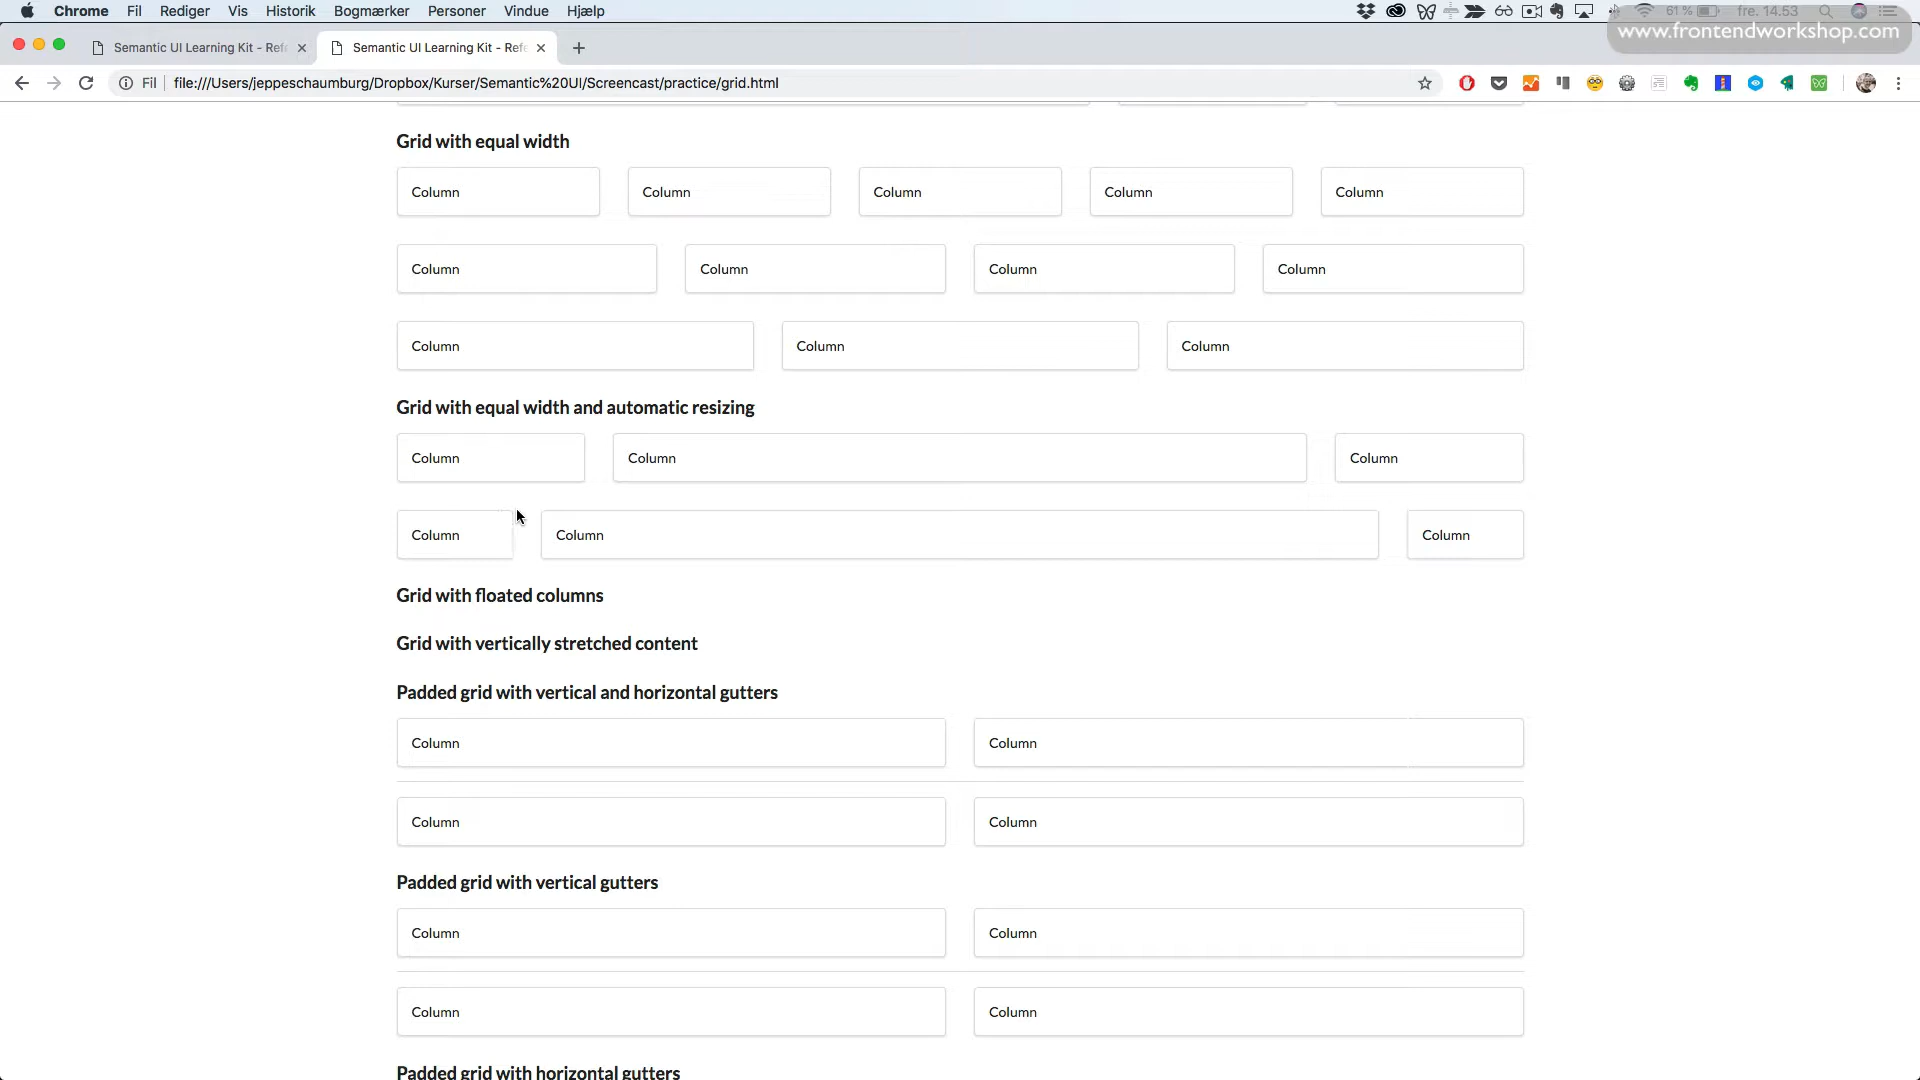 Chrome Fil Rediger Vis Historik Bogmærker Personer Vindue Hjælp 61% fre. 14.53
www.frontendworkshop.com
Semantic UI Learning Kit - Refe Semantic UI Learning Kit - Refe
Fil file:///Users/jeppeschaumburg/Dropbox/Kurser/Semantic%20UI/Screencast/practice/grid.html
Grid with equal width
Column Column Column Column Column
Column Column Column Column
Column Column Column
Grid with equal width and automatic resizing
Column Column Column
Column Column Column
Grid with floated columns
Grid with vertically stretched content
Padded grid with vertical and horizontal gutters
Column Column
Column Column
Padded grid with vertical gutters
Column Column
Column Column
Padded grid with horizontal gutters